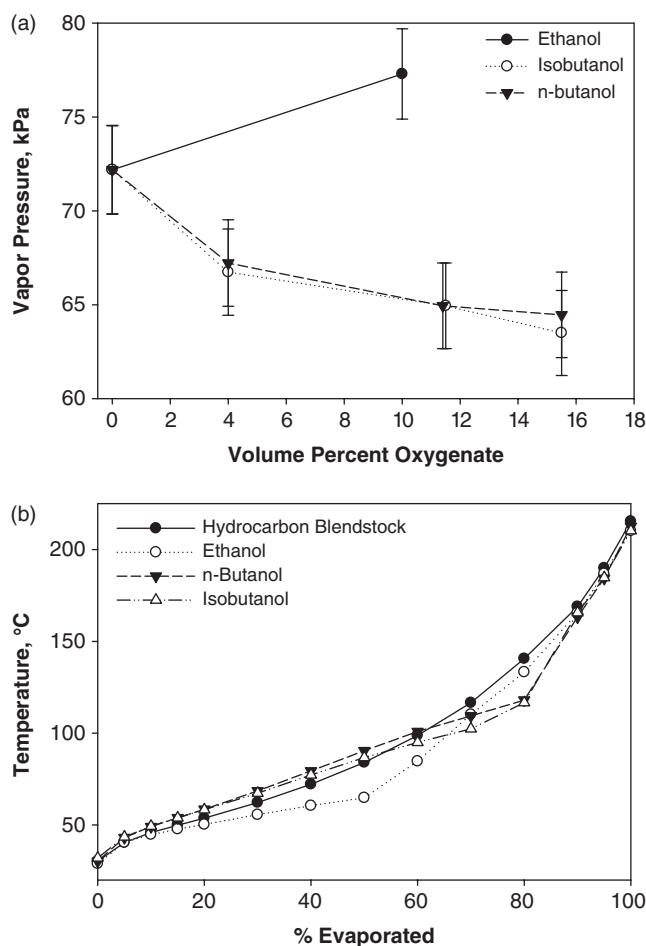 (a)
80
75
70
65
60
Vapor Pressure, kPa
Ethanol
Isobutanol
n-butanol
0 2 4 6 8 10 12 14 16 18
Volume Percent Oxygenate
(b)
200
150
100
50
Temperature, °C
Hydrocarbon Blendstock
Ethanol
n-Butanol
Isobutanol
0 20 40 60 80 100
% Evaporated